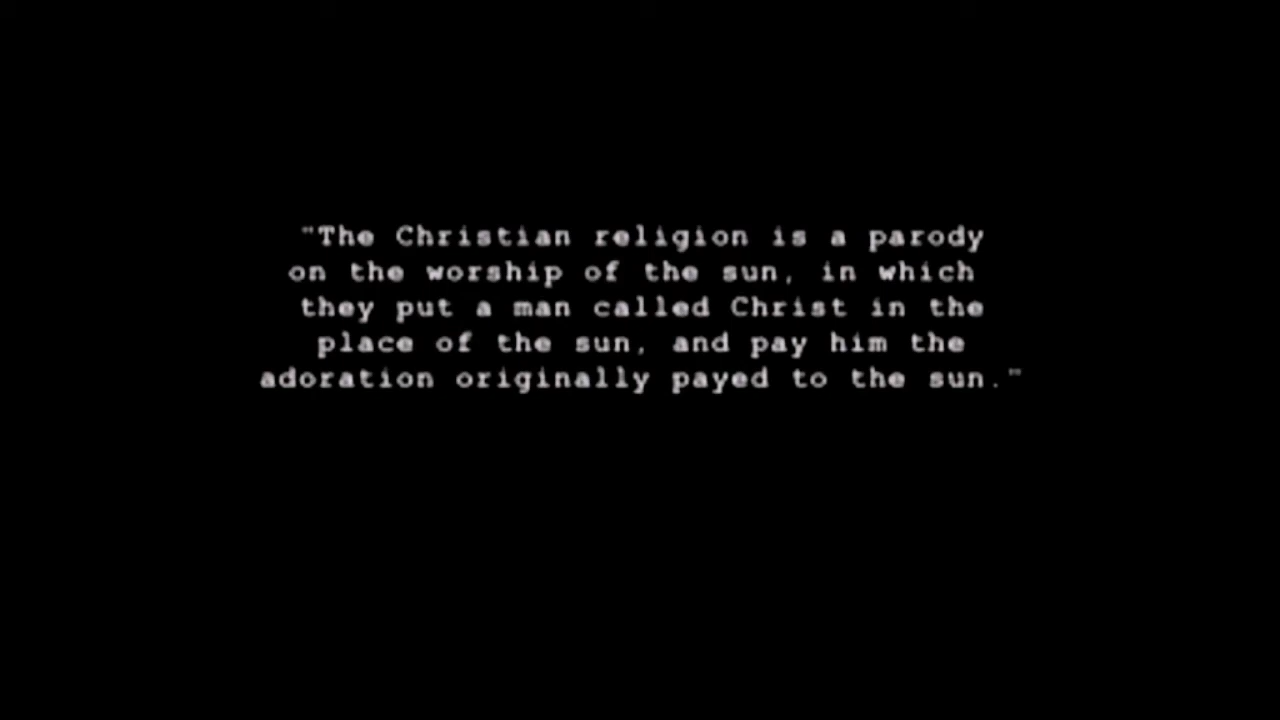 "The Christian religion is a parody
on the worship of the sun, in which
they put a man called Christ in the
place of the sun, and pay him the
adoration originally payed to the sun."